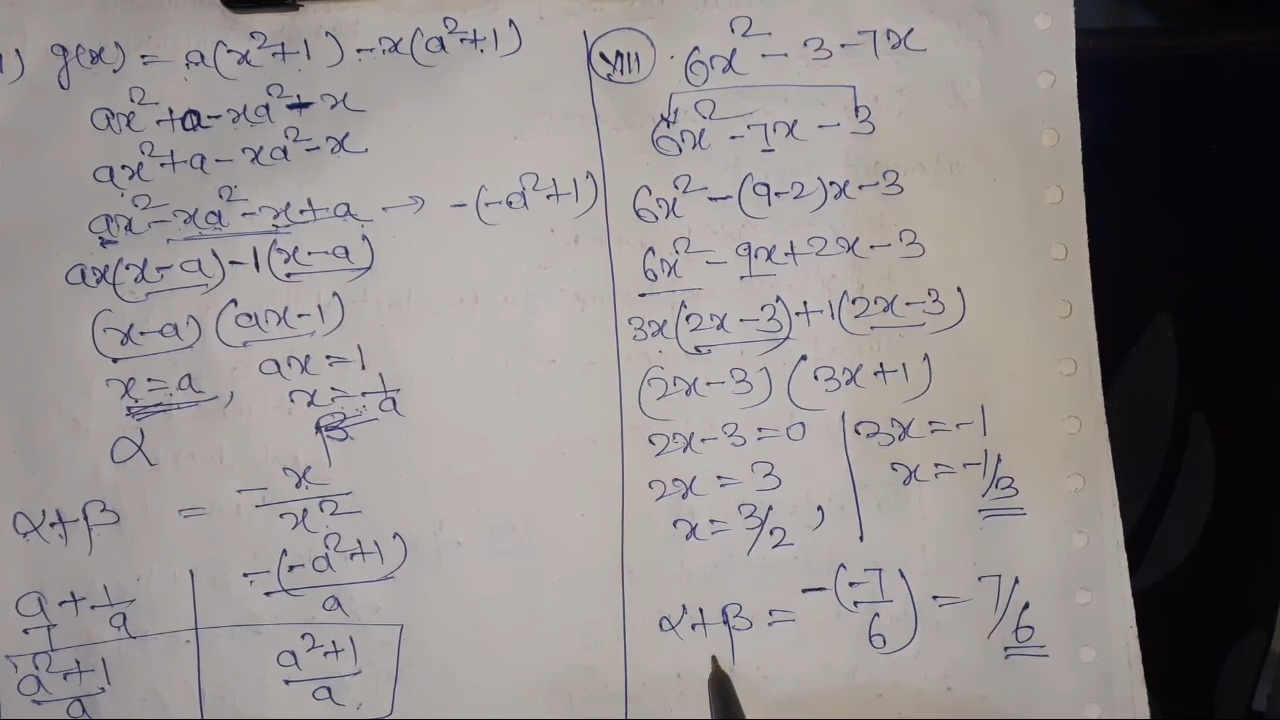 1) g(x) = a(x²+1) - x(a²+1)
ax² + a - xa² + x
ax² + a - xa² - x
ax² - xa² - x + a → -(-a²+1)
ax(x-a) - 1(x-a)
(x-a) (ax-1)
x = a, ax = 1
x = 1/a
α β
α+β = -x/x²
a + 1/a | -(-a²+1)/a
a²+1/a | a²+1/a
VIII 6x² - 3 - 7x
6x² - 7x - 3
6x² - (9-2)x - 3
6x² - 9x + 2x - 3
3x(2x-3) + 1(2x-3)
(2x-3) (3x+1)
2x-3 = 0 | 3x = -1
2x = 3 | x = -1/3
x = 3/2 ,
α+β = -(-7/6) = 7/6